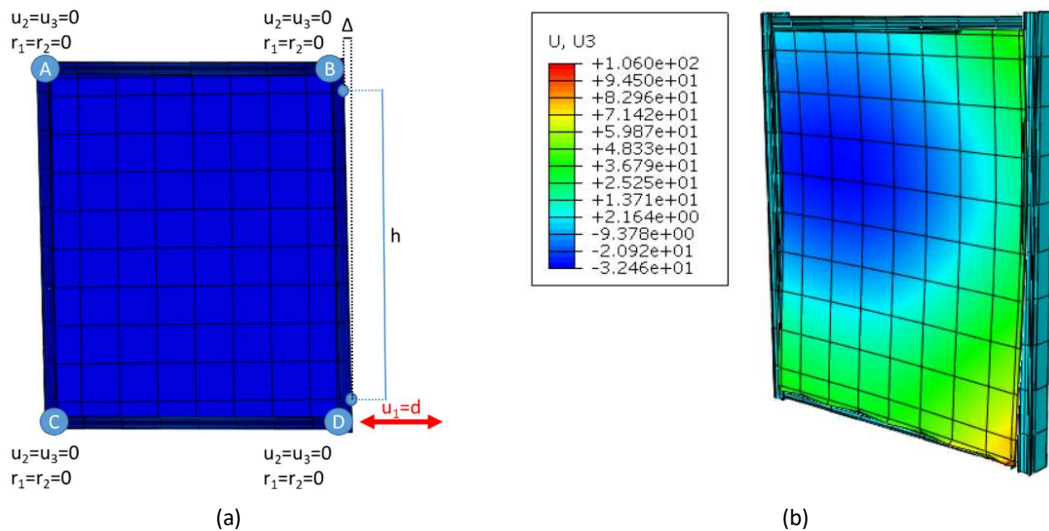 u₂=u₃=0
r₁=r₂=0
u₂=u₃=0
r₁=r₂=0
Δ
A
B
h
C
D
u₁=d
u₂=u₃=0
r₁=r₂=0
u₂=u₃=0
r₁=r₂=0
(a)
U, U3
+1.060e+02
+9.450e+01
+8.296e+01
+7.142e+01
+5.987e+01
+4.833e+01
+3.679e+01
+2.525e+01
+1.371e+01
+2.164e+00
-9.378e+00
-2.092e+01
-3.246e+01
(b)